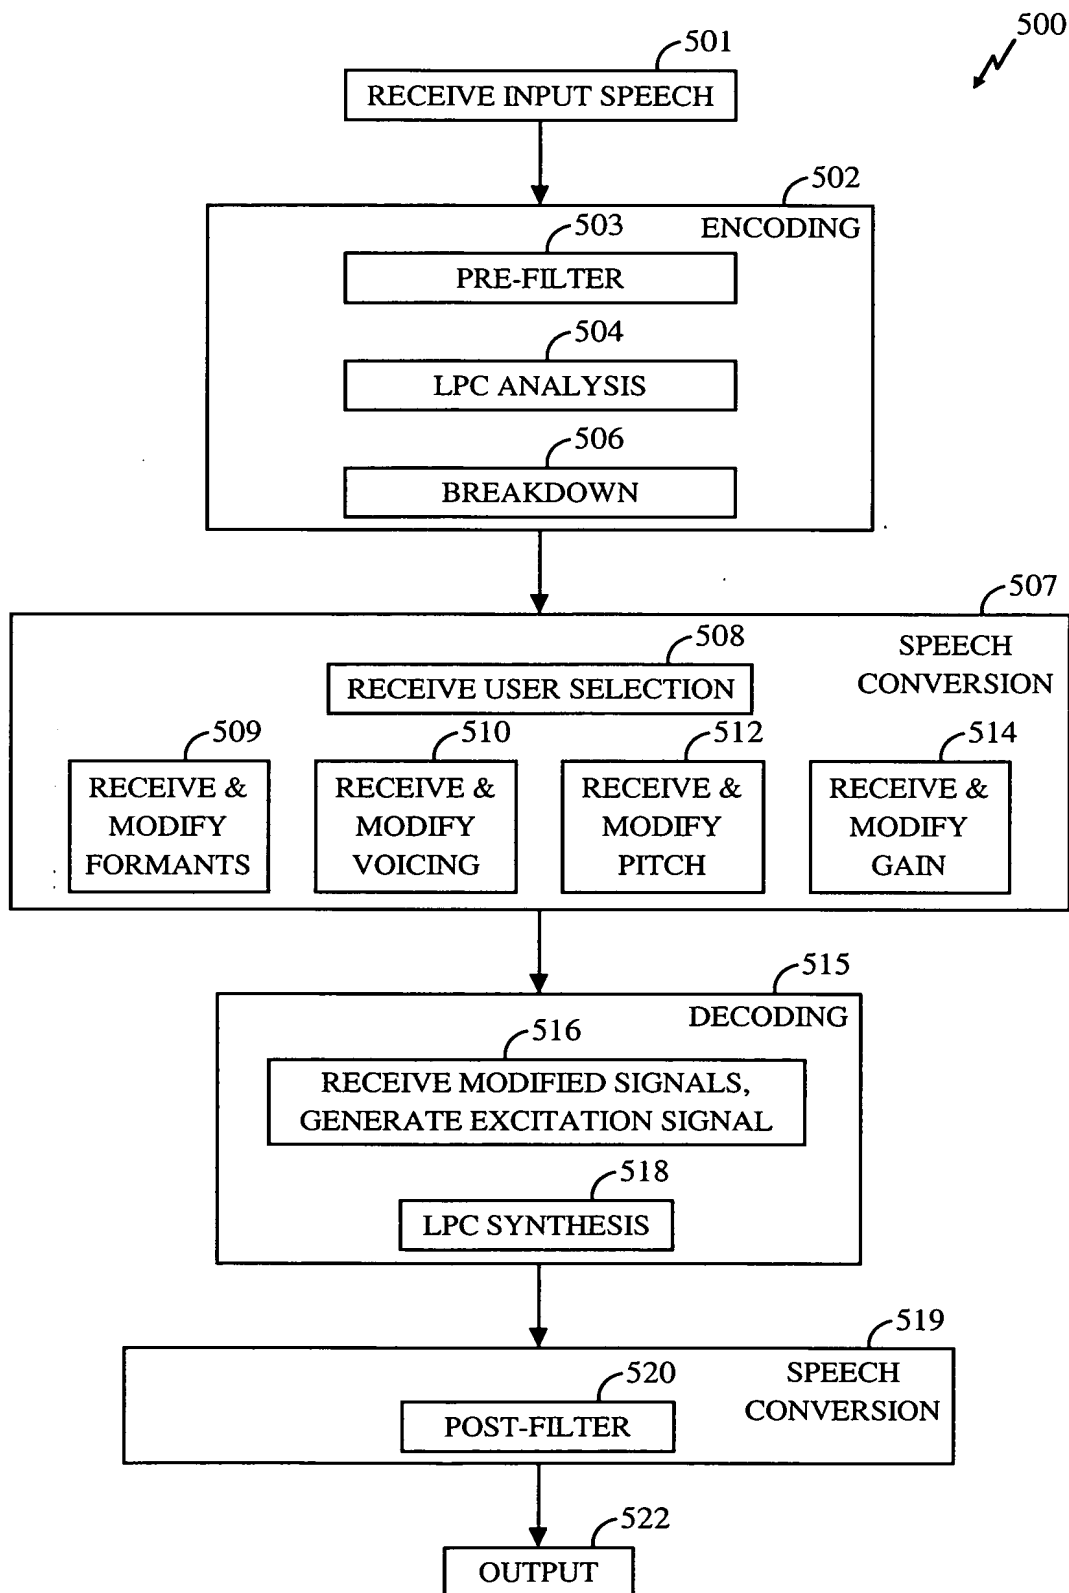 500
501
RECEIVE INPUT SPEECH
502
ENCODING
503
PRE-FILTER
504
LPC ANALYSIS
506
BREAKDOWN
507
SPEECH
CONVERSION
508
RECEIVE USER SELECTION
509
RECEIVE &
MODIFY
FORMANTS
510
RECEIVE &
MODIFY
VOICING
512
RECEIVE &
MODIFY
PITCH
514
RECEIVE &
MODIFY
GAIN
515
DECODING
516
RECEIVE MODIFIED SIGNALS,
GENERATE EXCITATION SIGNAL
518
LPC SYNTHESIS
519
SPEECH
CONVERSION
520
POST-FILTER
522
OUTPUT